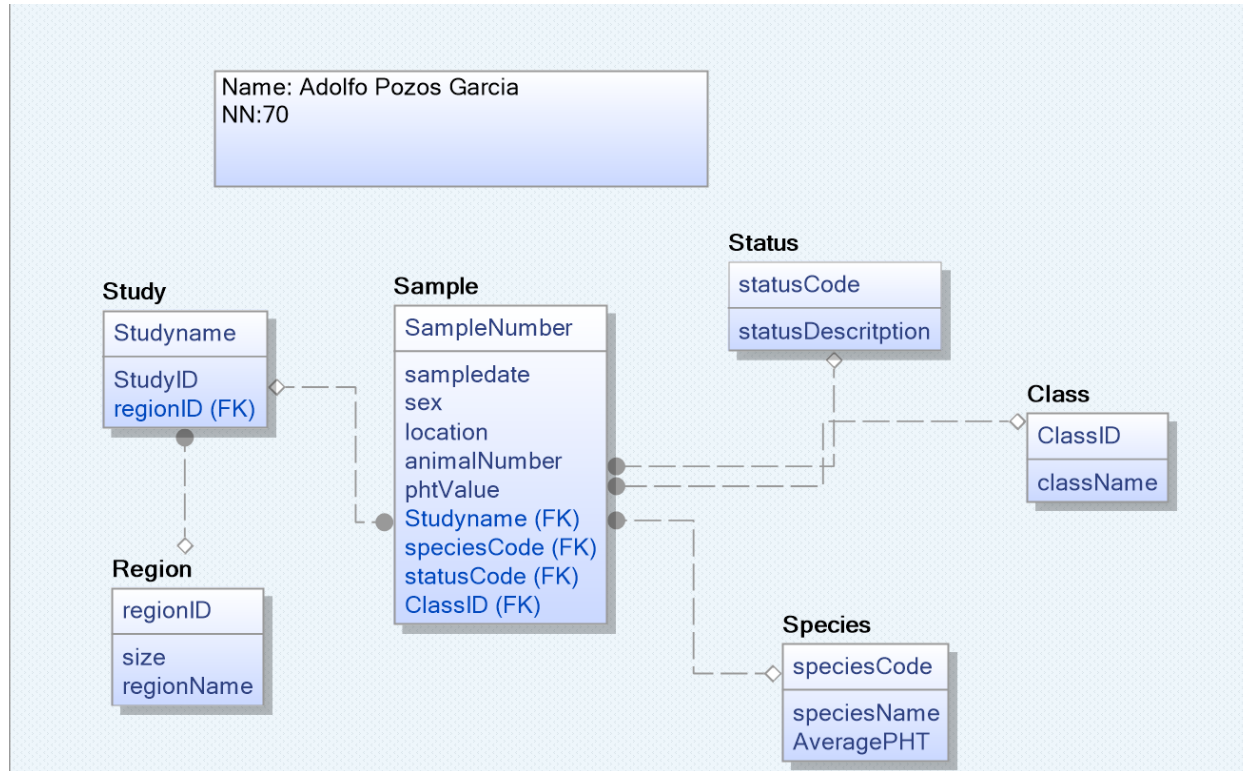 Name: Adolfo Pozos Garcia
NN:70
Status
statusCode
statusDescritption
Study
Studyname
StudyID
regionID (FK)
Sample
SampleNumber
sampledate
sex
location
animalNumber
phtValue
Studyname (FK)
speciesCode (FK)
statusCode (FK)
ClassID (FK)
Class
ClassID
className
Region
regionID
size
regionName
Species
speciesCode
speciesName
AveragePHT